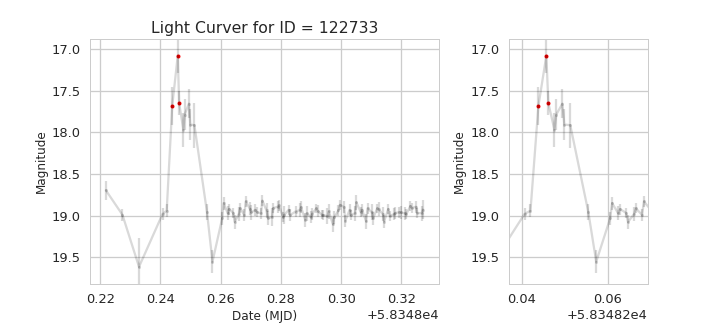 Light Curver for ID = 122733
Magnitude
17.0
17.5
18.0
18.5
19.0
19.5
0.22 0.24 0.26 0.28 0.30 0.32
Date (MJD) +5.8348e4
Magnitude
17.0
17.5
18.0
18.5
19.0
19.5
0.04 0.06
+5.83482e4